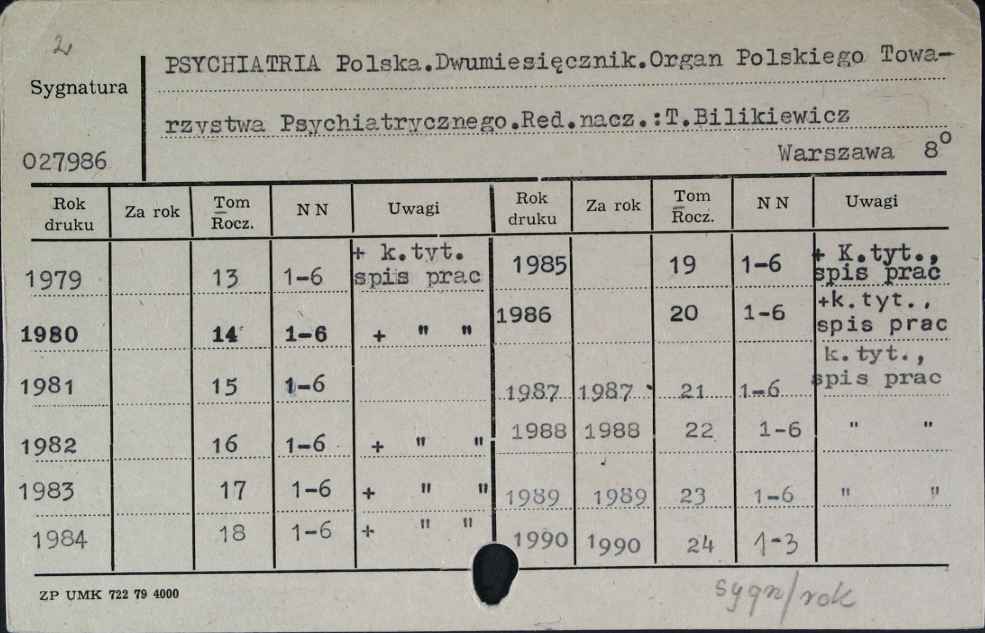 2
PSYCHIATRIA Polska.Dwumiesięcznik.Organ Polskiego Towa-
Sygnatura
rzystwa Psychiatrycznego.Red.nacz.:T.Bilikiewicz
027986 Warszawa 8°
Rok druku Za rok Tom/Rocz. N N Uwagi Rok druku Za rok Tom/Rocz. N N Uwagi
1979 13 1-6 + k.tyt. spis prac 1985 19 1-6 + K.tyt., spis prac
1980 14 1-6 + " " 1986 20 1-6 +k.tyt., spis prac
1981 15 1-6 1987 1987 21 1-6 k.tyt., spis prac
1982 16 1-6 + " " 1988 1988 22 1-6 " "
1983 17 1-6 + " " 1989 1989 23 1-6 " "
1984 18 1-6 + " " 1990 1990 24 1-3
ZP UMK 722 79 4000
sygn/rok